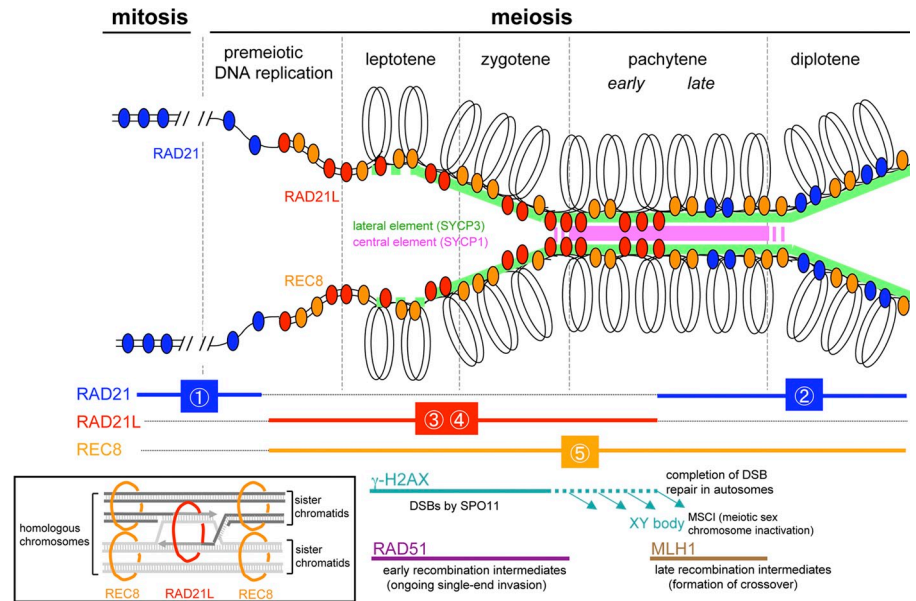 mitosis
meiosis
premeiotic
DNA replication
leptotene
zygotene
pachytene
early
late
diplotene
RAD21
RAD21L
lateral element (SYCP3)
central element (SYCP1)
REC8
RAD21
①
②
RAD21L
③ ④
REC8
⑤
γ-H2AX
DSBs by SPO11
completion of DSB
repair in autosomes
XY body
MSCI (meiotic sex
chromosome inactivation)
RAD51
early recombination intermediates
(ongoing single-end invasion)
MLH1
late recombination intermediates
(formation of crossover)
homologous
chromosomes
sister
chromatids
sister
chromatids
REC8
RAD21L
REC8